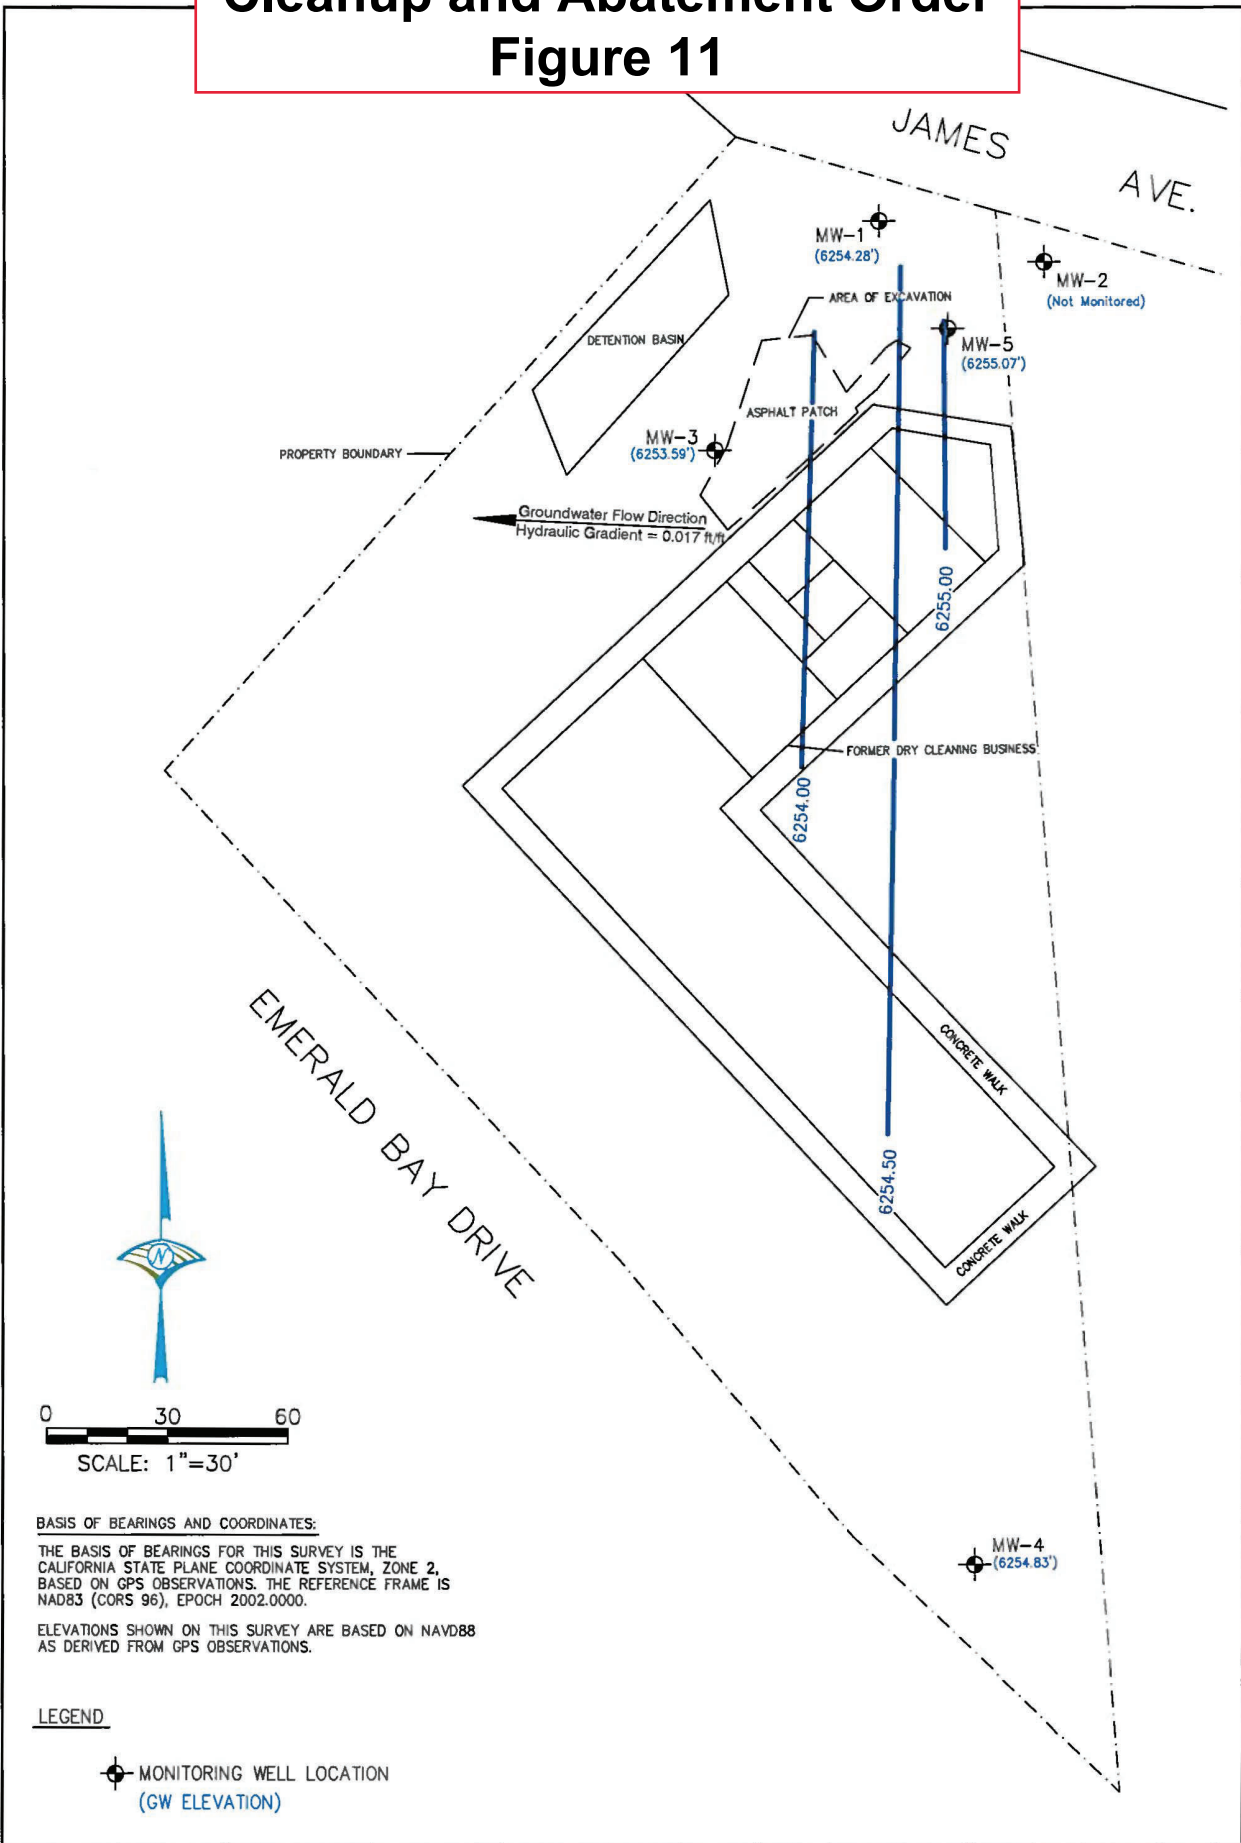 Cleanup and Abatement Order
Figure 11
JAMES AVE.
MW-1
(6254.28')
MW-2
(Not Monitored)
AREA OF EXCAVATION
MW-5
(6255.07')
DETENTION BASIN
ASPHALT PATCH
MW-3
(6253.59')
PROPERTY BOUNDARY
Groundwater Flow Direction
Hydraulic Gradient = 0.017 ft/ft
6255.00
FORMER DRY CLEANING BUSINESS
6254.00
EMERALD BAY DRIVE
CONCRETE WALK
6254.50
CONCRETE WALK
N
0 30 60
SCALE: 1"=30'
BASIS OF BEARINGS AND COORDINATES:
THE BASIS OF BEARINGS FOR THIS SURVEY IS THE
CALIFORNIA STATE PLANE COORDINATE SYSTEM, ZONE 2,
BASED ON GPS OBSERVATIONS. THE REFERENCE FRAME IS
NAD83 (CORS 96), EPOCH 2002.0000.
ELEVATIONS SHOWN ON THIS SURVEY ARE BASED ON NAVD88
AS DERIVED FROM GPS OBSERVATIONS.
MW-4
(6254.83')
LEGEND
MONITORING WELL LOCATION
(GW ELEVATION)